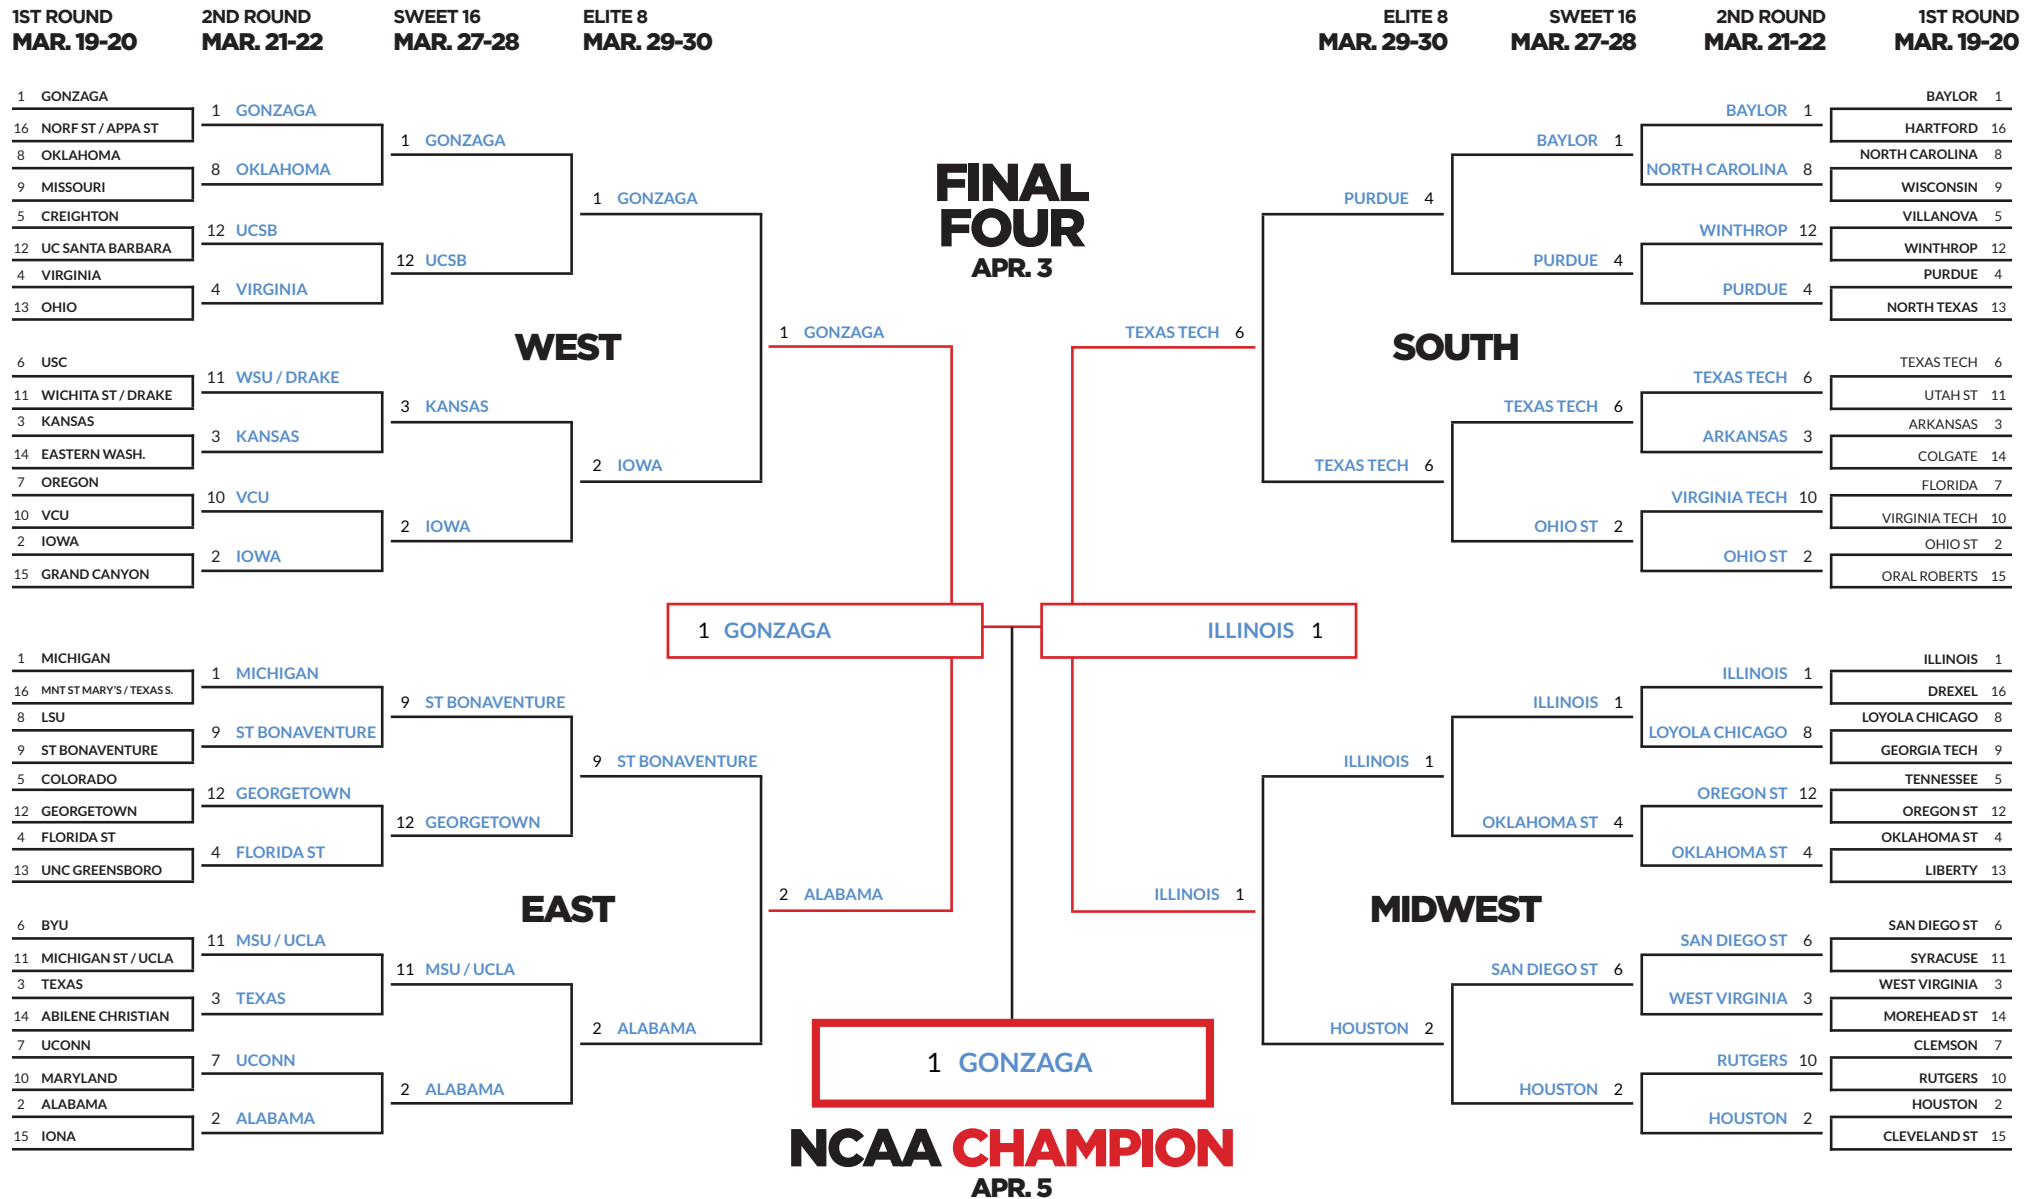 1ST ROUND
MAR. 19-20
2ND ROUND
MAR. 21-22
SWEET 16
MAR. 27-28
ELITE 8
MAR. 29-30
ELITE 8
MAR. 29-30
SWEET 16
MAR. 27-28
2ND ROUND
MAR. 21-22
1ST ROUND
MAR. 19-20
1 GONZAGA
16 NORF ST / APPA ST
8 OKLAHOMA
9 MISSOURI
5 CREIGHTON
12 UC SANTA BARBARA
4 VIRGINIA
13 OHIO
6 USC
11 WICHITA ST / DRAKE
3 KANSAS
14 EASTERN WASH.
7 OREGON
10 VCU
2 IOWA
15 GRAND CANYON
1 GONZAGA
8 OKLAHOMA
12 UCSB
4 VIRGINIA
11 WSU / DRAKE
3 KANSAS
10 VCU
2 IOWA
1 GONZAGA
12 UCSB
3 KANSAS
2 IOWA
1 GONZAGA
2 IOWA
WEST
1 GONZAGA
FINAL
FOUR
APR. 3
TEXAS TECH 6
SOUTH
PURDUE 4
TEXAS TECH 6
BAYLOR 1
PURDUE 4
TEXAS TECH 6
OHIO ST 2
BAYLOR 1
NORTH CAROLINA 8
WINTHROP 12
PURDUE 4
TEXAS TECH 6
ARKANSAS 3
VIRGINIA TECH 10
OHIO ST 2
BAYLOR 1
HARTFORD 16
NORTH CAROLINA 8
WISCONSIN 9
VILLANOVA 5
WINTHROP 12
PURDUE 4
NORTH TEXAS 13
TEXAS TECH 6
UTAH ST 11
ARKANSAS 3
COLGATE 14
FLORIDA 7
VIRGINIA TECH 10
OHIO ST 2
ORAL ROBERTS 15
1 GONZAGA
ILLINOIS 1
1 MICHIGAN
16 MNT ST MARY'S / TEXAS S.
8 LSU
9 ST BONAVENTURE
5 COLORADO
12 GEORGETOWN
4 FLORIDA ST
13 UNC GREENSBORO
6 BYU
11 MICHIGAN ST / UCLA
3 TEXAS
14 ABILENE CHRISTIAN
7 UCONN
10 MARYLAND
2 ALABAMA
15 IONA
1 MICHIGAN
9 ST BONAVENTURE
12 GEORGETOWN
4 FLORIDA ST
11 MSU / UCLA
3 TEXAS
7 UCONN
2 ALABAMA
9 ST BONAVENTURE
12 GEORGETOWN
11 MSU / UCLA
2 ALABAMA
9 ST BONAVENTURE
2 ALABAMA
EAST
2 ALABAMA
ILLINOIS 1
MIDWEST
ILLINOIS 1
HOUSTON 2
ILLINOIS 1
OKLAHOMA ST 4
SAN DIEGO ST 6
HOUSTON 2
ILLINOIS 1
LOYOLA CHICAGO 8
OREGON ST 12
OKLAHOMA ST 4
SAN DIEGO ST 6
WEST VIRGINIA 3
RUTGERS 10
HOUSTON 2
ILLINOIS 1
DREXEL 16
LOYOLA CHICAGO 8
GEORGIA TECH 9
TENNESSEE 5
OREGON ST 12
OKLAHOMA ST 4
LIBERTY 13
SAN DIEGO ST 6
SYRACUSE 11
WEST VIRGINIA 3
MOREHEAD ST 14
CLEMSON 7
RUTGERS 10
HOUSTON 2
CLEVELAND ST 15
1 GONZAGA
NCAA CHAMPION
APR. 5